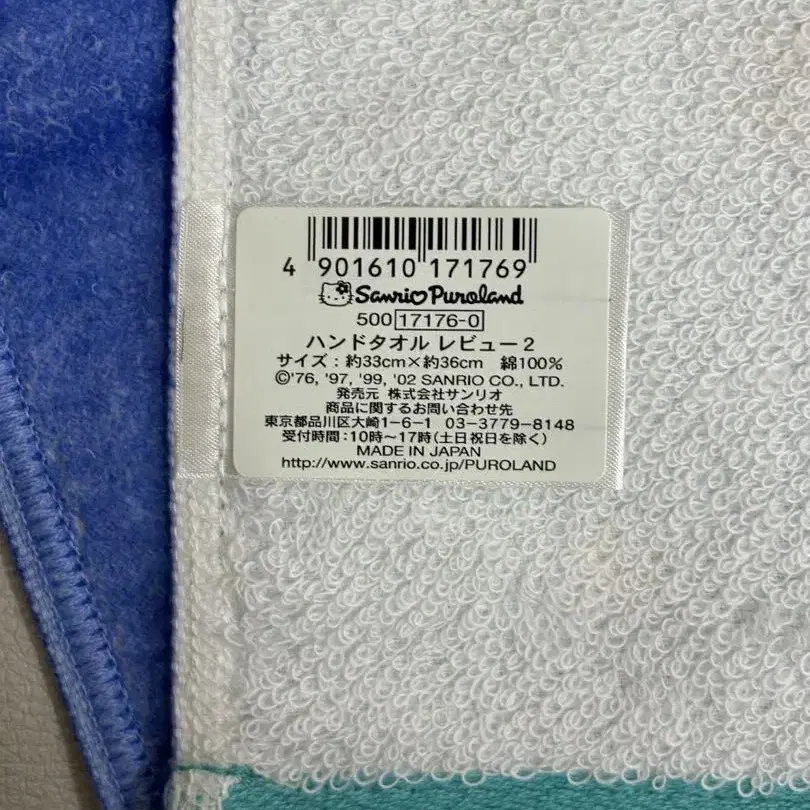 4 901610 171769
Sanrio Puroland
500 17176-0
ハンドタオル レビュー2
サイズ：約33cm×約36cm 綿100%
©'76, '97, '99, '02 SANRIO CO., LTD.
発売元 株式会社サンリオ
商品に関するお問い合わせ先
東京都品川区大崎1-6-1 03-3779-8148
受付時間：10時〜17時(土日祝日を除く)
MADE IN JAPAN
http://www.sanrio.co.jp/PUROLAND